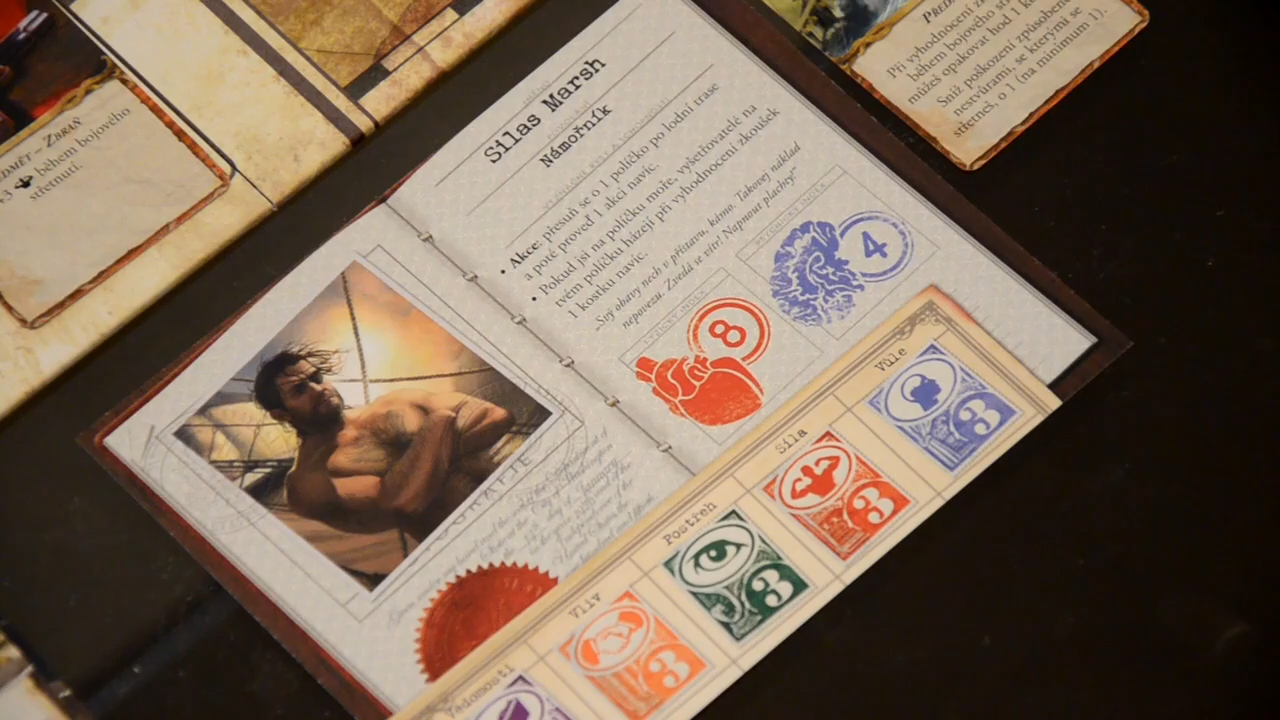 Silas Marsh
Námořník
• Akce: přesuň se o 1 políčko po lodní trase
a poté proveď 1 akci navíc.
• Pokud jsi na políčku moře, vyšetřovatelé na
tvém políčku házejí při vyhodnocení zkoušek
1 kostku navíc.
„Svý obavy nech v přístavu, kámo. Takovej náklad
nepovezu. Zvedá se vítr! Napnout plachty!“
8
4
Vůle
3
Síla
3
Postřeh
3
Vliv
3
Vědomosti
ZBRAŇ
+3 během bojového
střetnutí.
Při vyhodnocení
během bojového
můžeš opakovat hod 1
Sniž poškození způsobené
nestvůrami, se kterými se
střetneš, o 1 (na minimum 1).